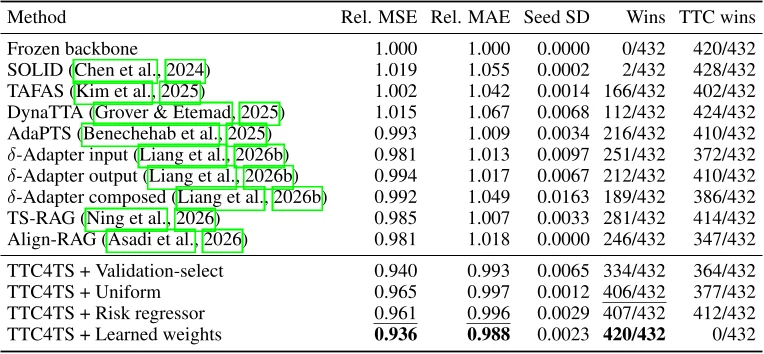 Method Rel. MSE Rel. MAE Seed SD Wins TTC wins
Frozen backbone 1.000 1.000 0.0000 0/432 420/432
SOLID (Chen et al., 2024) 1.019 1.055 0.0002 2/432 428/432
TAFAS (Kim et al., 2025) 1.002 1.042 0.0014 166/432 402/432
DynaTTA (Grover & Etemad, 2025) 1.015 1.067 0.0068 112/432 424/432
AdaPTS (Benechehab et al., 2025) 0.993 1.009 0.0034 216/432 410/432
δ-Adapter input (Liang et al., 2026b) 0.981 1.013 0.0097 251/432 372/432
δ-Adapter output (Liang et al., 2026b) 0.994 1.017 0.0067 212/432 410/432
δ-Adapter composed (Liang et al., 2026b) 0.992 1.049 0.0163 189/432 386/432
TS-RAG (Ning et al., 2026) 0.985 1.007 0.0033 281/432 414/432
Align-RAG (Asadi et al., 2026) 0.981 1.018 0.0000 246/432 347/432
TTC4TS + Validation-select 0.940 0.993 0.0065 334/432 364/432
TTC4TS + Uniform 0.965 0.997 0.0012 406/432 377/432
TTC4TS + Risk regressor 0.961 0.996 0.0029 407/432 412/432
TTC4TS + Learned weights 0.936 0.988 0.0023 420/432 0/432